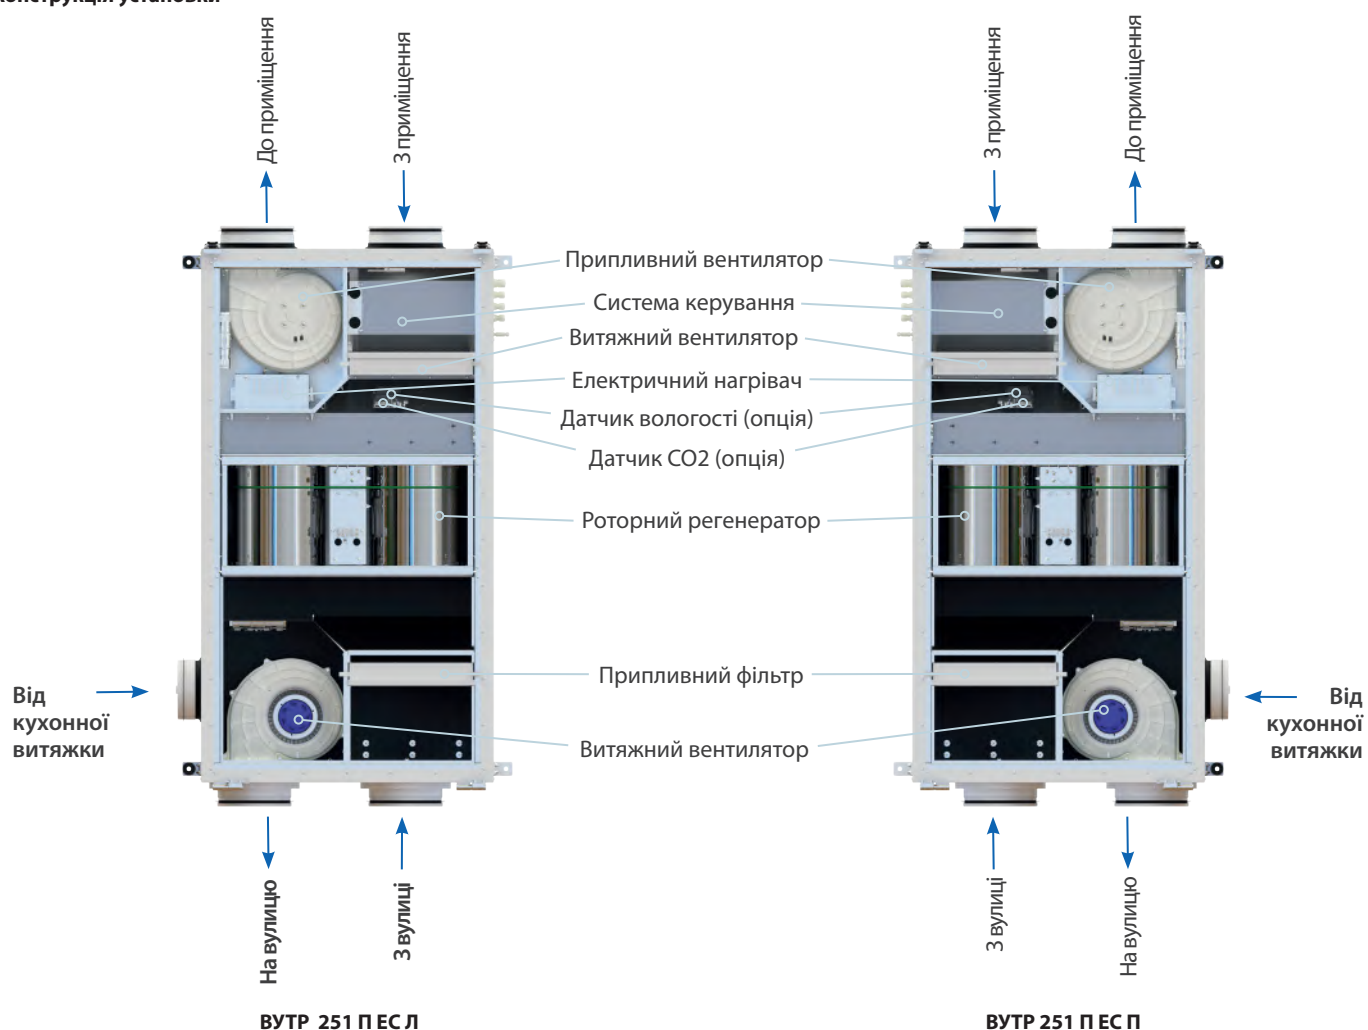 Конструкція установки
До приміщення
З приміщення
З приміщення
До приміщення
Припливний вентилятор
Система керування
Витяжний вентилятор
Електричний нагрівач
Датчик вологості (опція)
Датчик CO2 (опція)
Роторний регенератор
Припливний фільтр
Витяжний вентилятор
Від
кухонної
витяжки
Від
кухонної
витяжки
На вулицю
З вулиці
З вулиці
На вулицю
ВУТР 251 П ЕС Л
ВУТР 251 П ЕС П